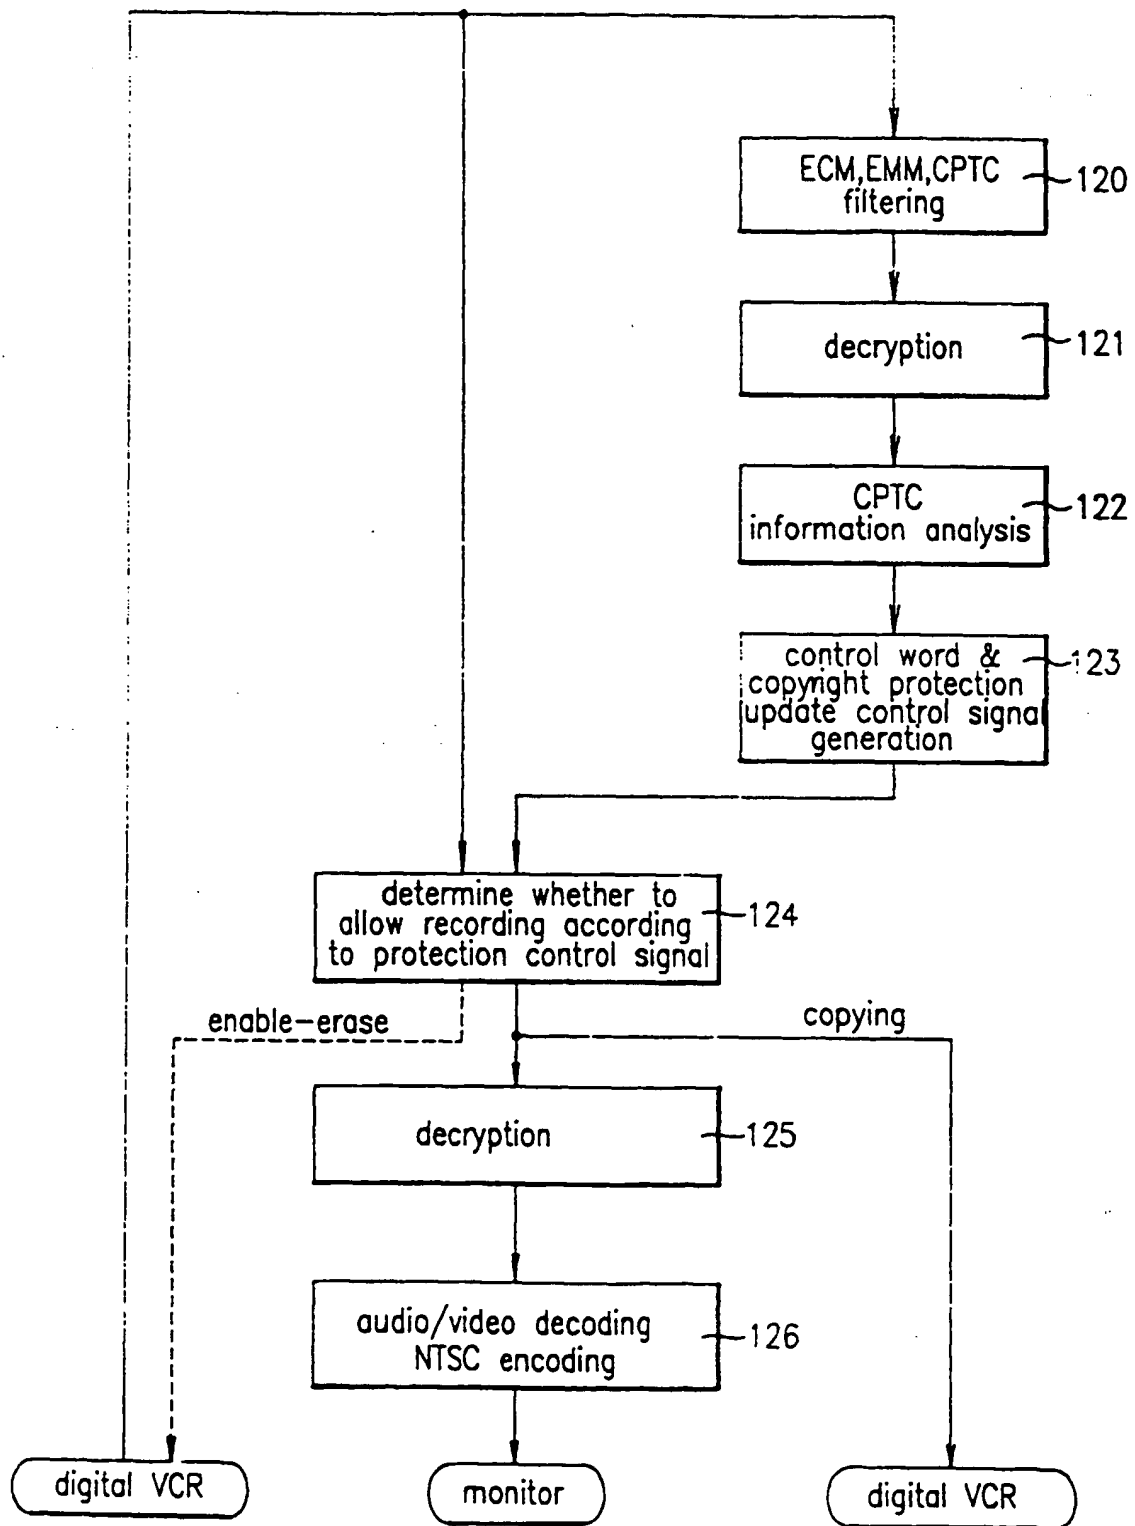 ECM,EMM,CPTC
filtering
120
decryption
121
CPTC
information analysis
122
control word &
copyright protection
update control signal
generation
123
determine whether to
allow recording according
to protection control signal
124
enable-erase
copying
decryption
125
audio/video decoding
NTSC encoding
126
digital VCR
monitor
digital VCR